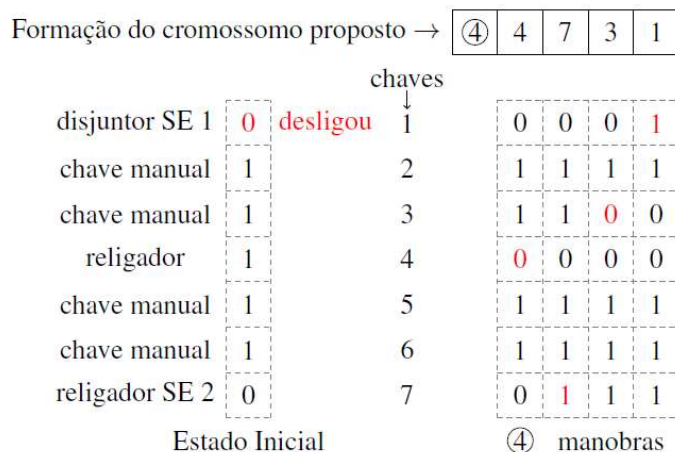 Formação do cromossomo proposto → ④ 4 7 3 1
chaves
↓
disjuntor SE 1 0 desligou 1 0 0 0 1
chave manual 1 2 1 1 1 1
chave manual 1 3 1 1 0 0
religador 1 4 0 0 0 0
chave manual 1 5 1 1 1 1
chave manual 1 6 1 1 1 1
religador SE 2 0 7 0 1 1 1
Estado Inicial ④ manobras